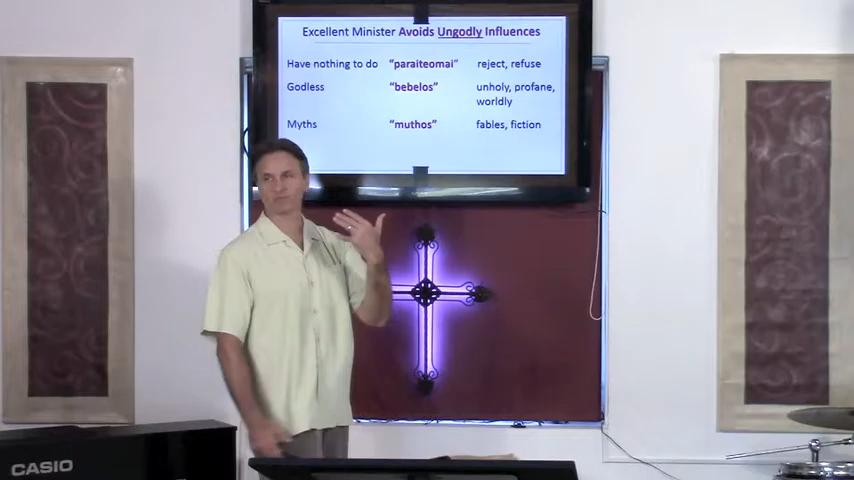 Excellent Minister Avoids Ungodly Influences
Have nothing to do "paraiteomai" reject, refuse
Godless "bebelos" unholy, profane,
worldly
Myths "muthos" fables, fiction
CASIO